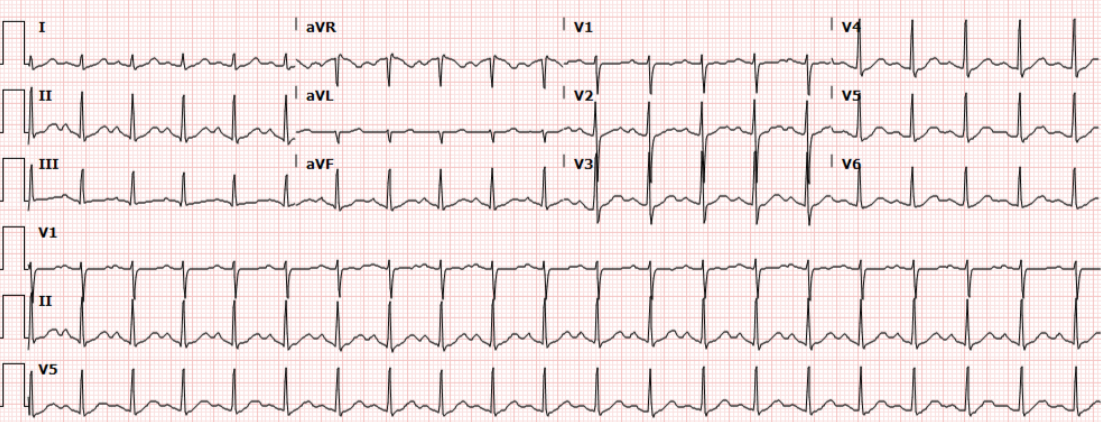 I aVR V1 V4
II aVL V2 V5
III aVF V3 V6
V1
II
V5